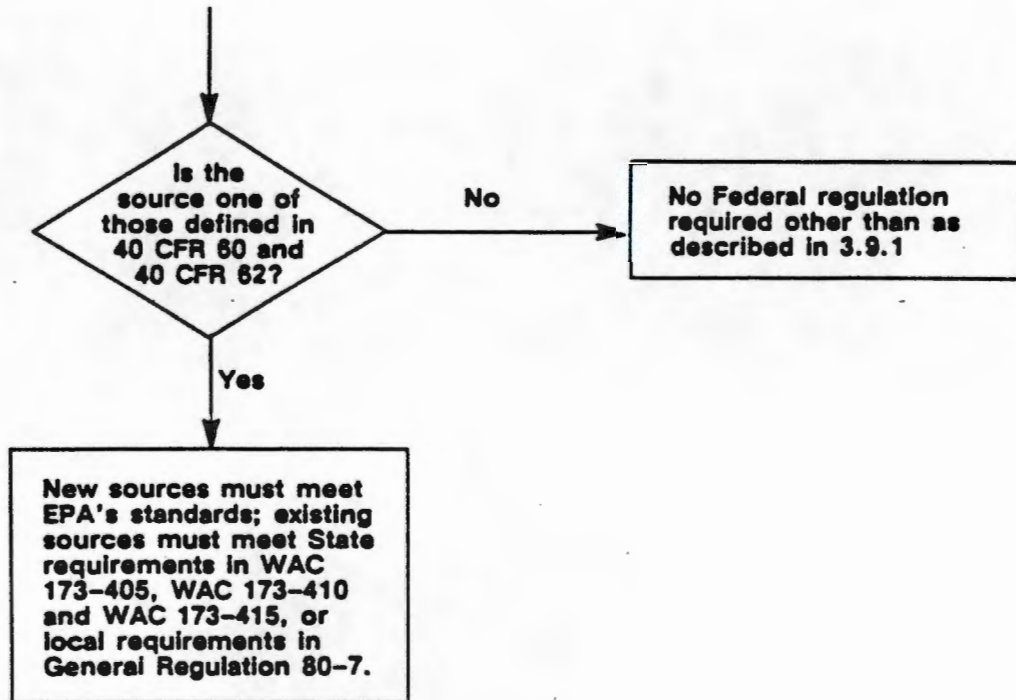 Is the
source one of
those defined in
40 CFR 60 and
40 CFR 62?
No
No Federal regulation
required other than as
described in 3.9.1
Yes
New sources must meet
EPA's standards; existing
sources must meet State
requirements in WAC
173–405, WAC 173–410
and WAC 173–415, or
local requirements in
General Regulation 80–7.